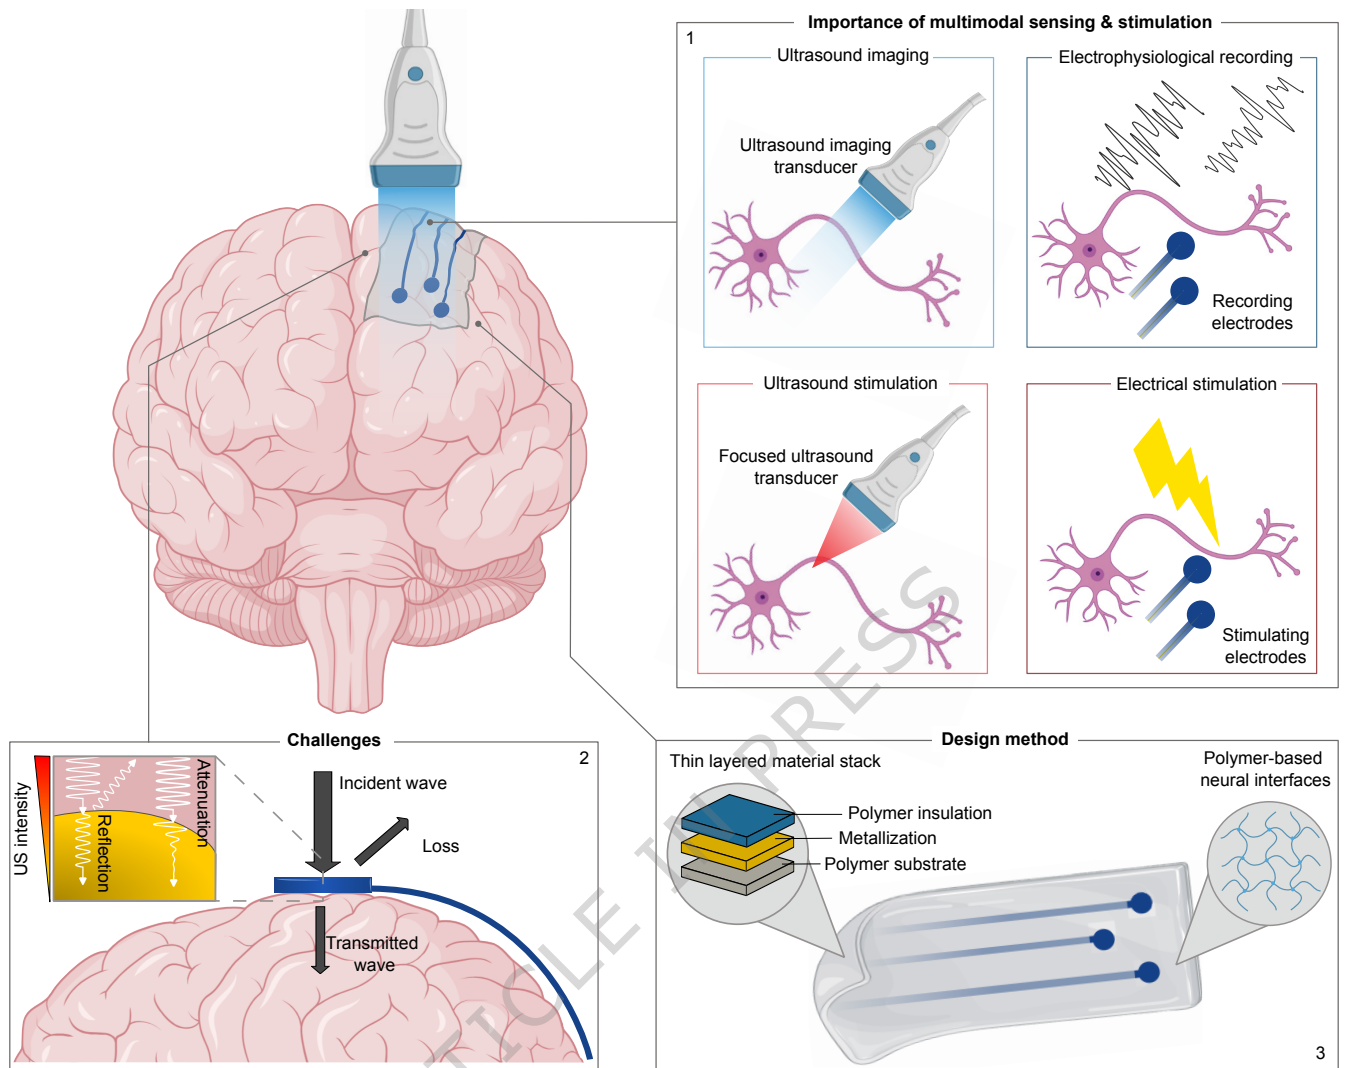 Importance of multimodal sensing & stimulation
1
Ultrasound imaging
Ultrasound imaging
transducer
Electrophysiological recording
Recording
electrodes
Ultrasound stimulation
Focused ultrasound
transducer
Electrical stimulation
Stimulating
electrodes
Challenges
2
US intensity
Reflection
Attenuation
Incident wave
Loss
Transmitted
wave
Design method
Thin layered material stack
Polymer insulation
Metallization
Polymer substrate
Polymer-based
neural interfaces
3
TICLE IN PRESS